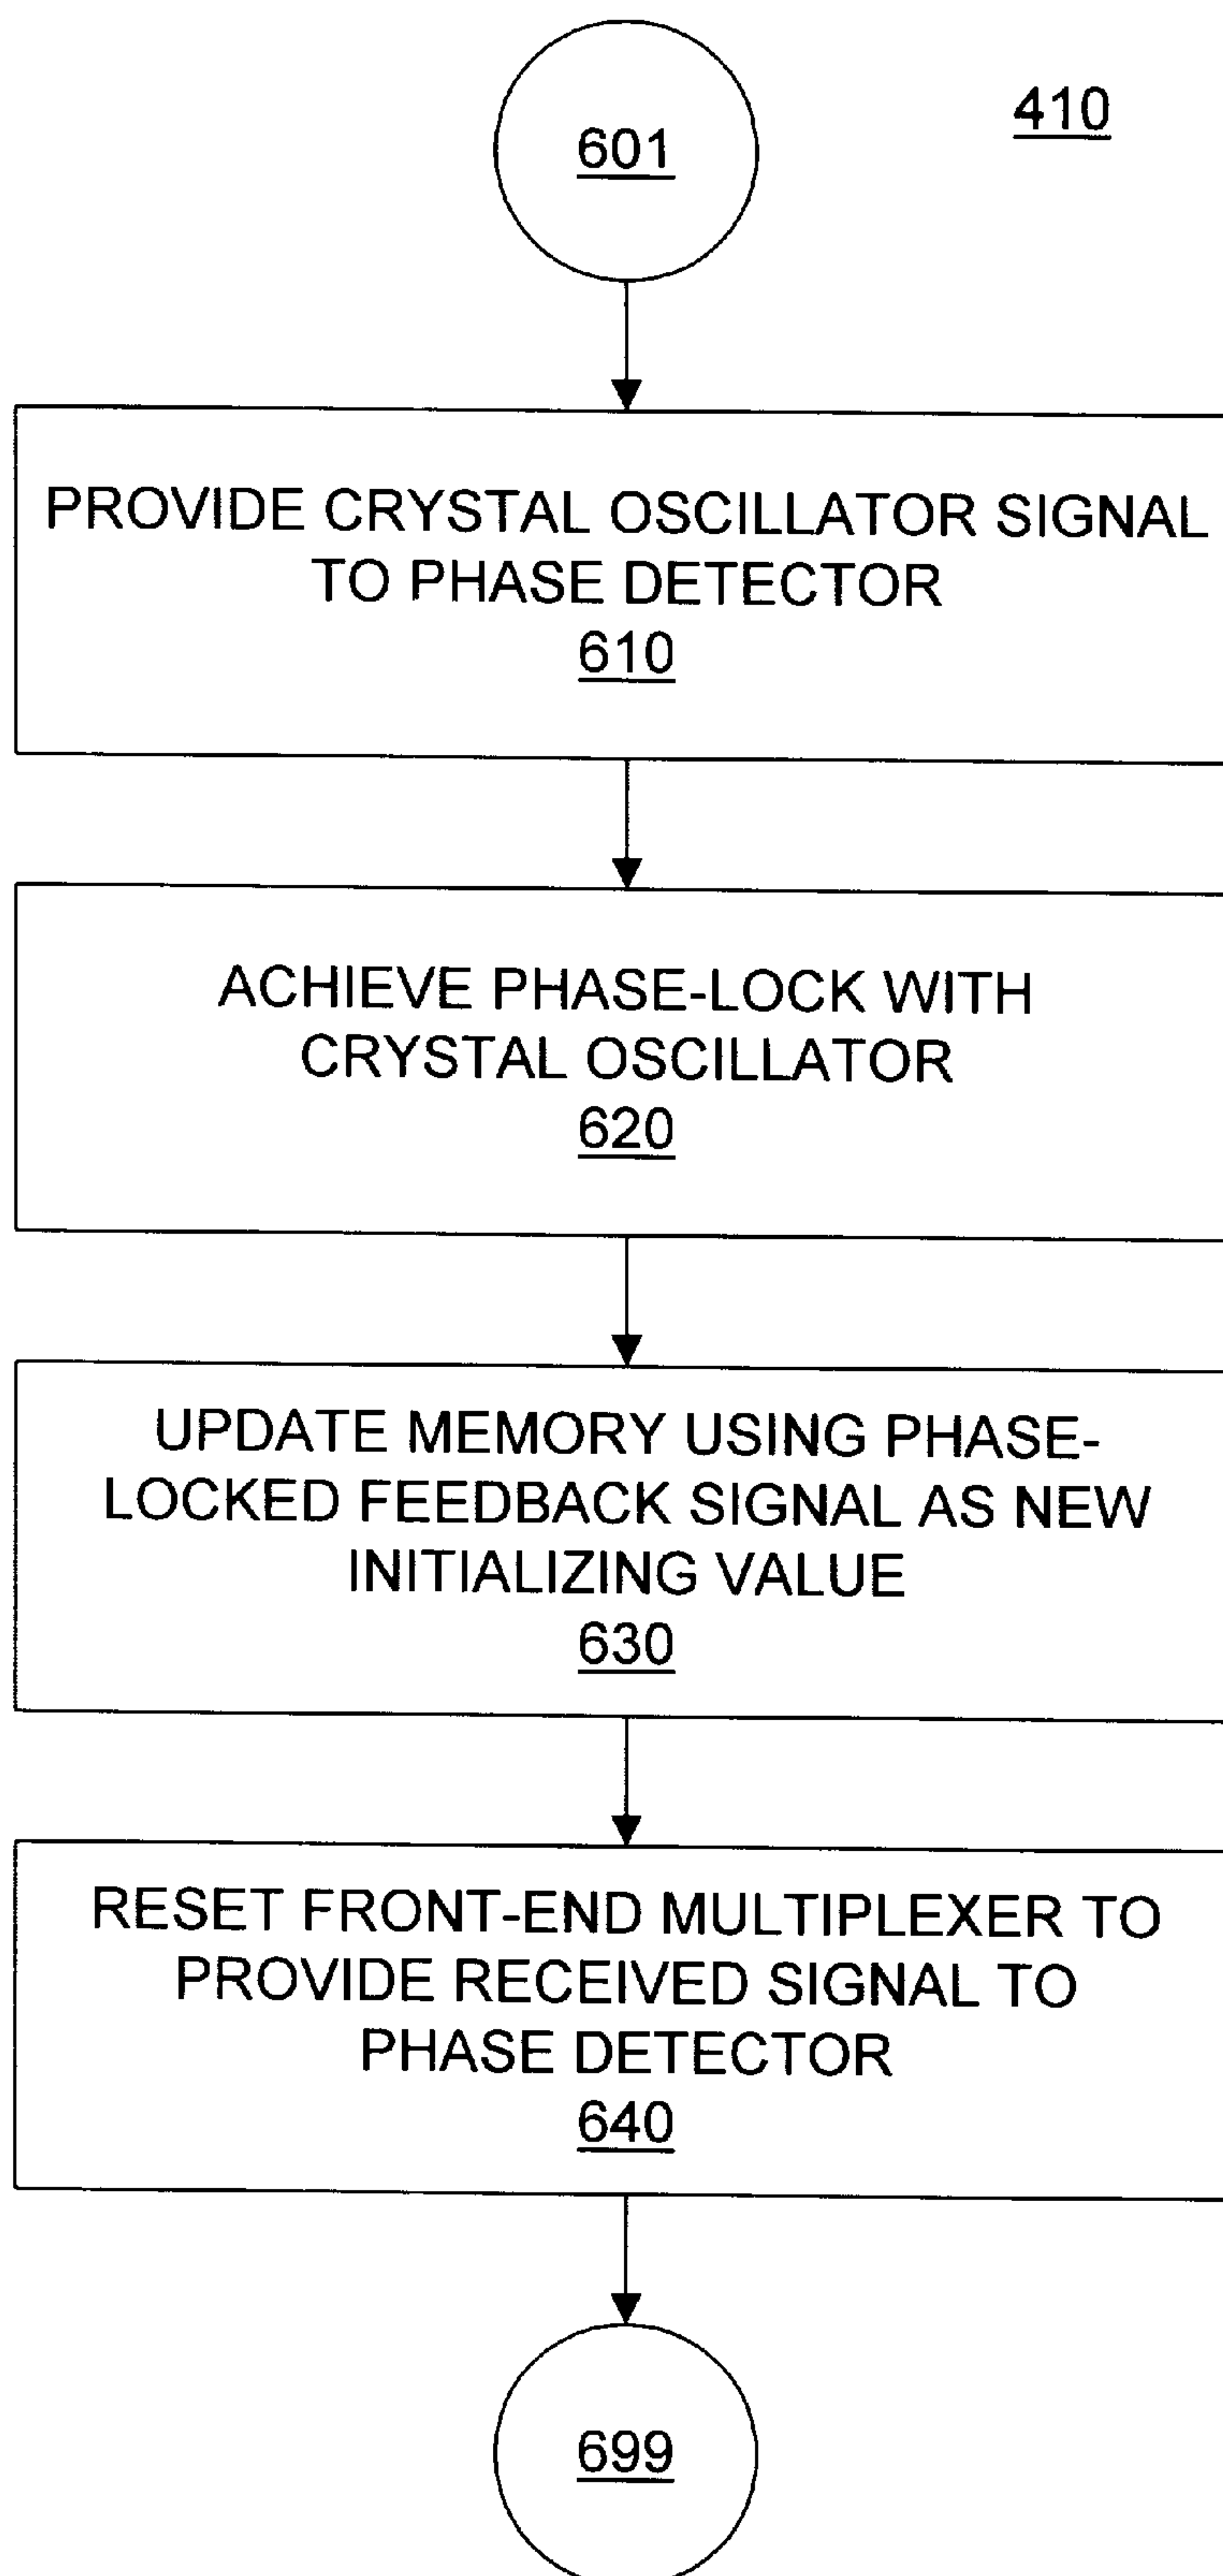 410
601
PROVIDE CRYSTAL OSCILLATOR SIGNAL
TO PHASE DETECTOR
610
ACHIEVE PHASE-LOCK WITH
CRYSTAL OSCILLATOR
620
UPDATE MEMORY USING PHASE-
LOCKED FEEDBACK SIGNAL AS NEW
INITIALIZING VALUE
630
RESET FRONT-END MULTIPLEXER TO
PROVIDE RECEIVED SIGNAL TO
PHASE DETECTOR
640
699